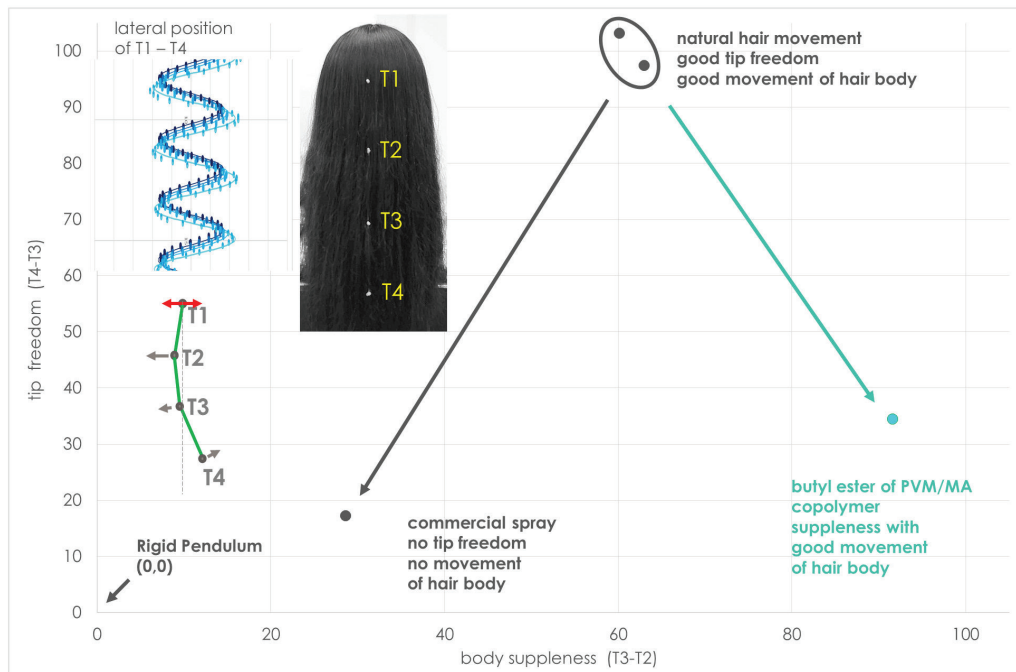 lateral position
of T1 – T4
T1
T2
T3
T4
natural hair movement
good tip freedom
good movement of hair body
T1
T2
T3
T4
Rigid Pendulum
(0,0)
commercial spray
no tip freedom
no movement
of hair body
butyl ester of PVM/MA
copolymer
suppleness with
good movement
of hair body
tip freedom (T4-T3)
100
90
80
70
60
50
40
30
20
10
0
0 20 40 60 80 100
body suppleness (T3-T2)